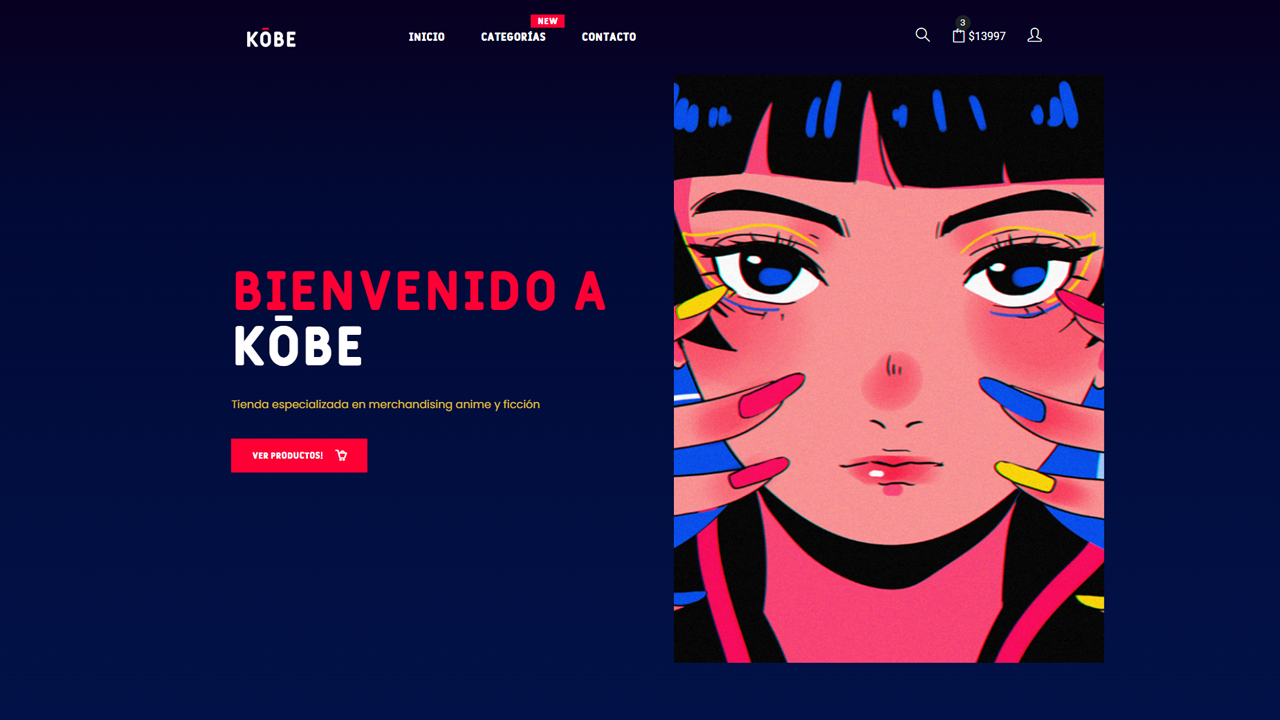 KŌBE
INICIO
NEW
CATEGORÍAS
CONTACTO
3
$13997
BIENVENIDO A
KŌBE
Tienda especializada en merchandising anime y ficción
VER PRODUCTOS!